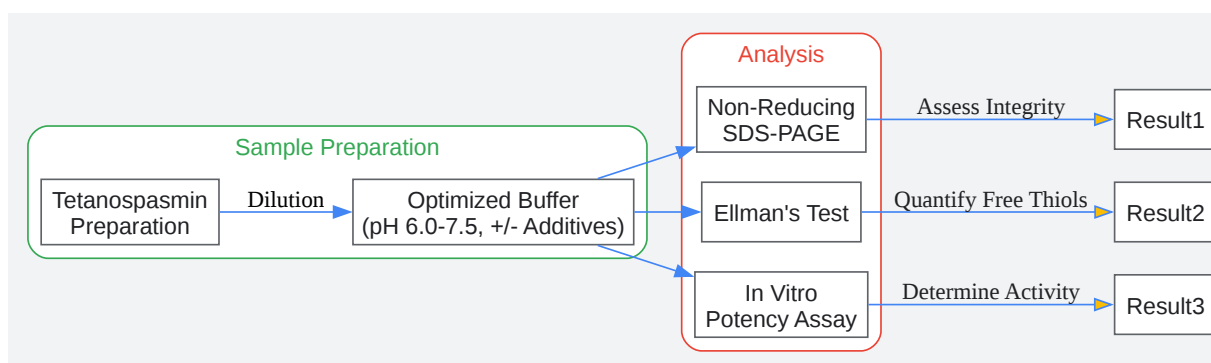 Analysis
Non-Reducing
SDS-PAGE
Assess Integrity
Result1
Sample Preparation
Tetanospasmin
Preparation
Dilution
Optimized Buffer
(pH 6.0-7.5, +/- Additives)
Ellman's Test
Quantify Free Thiols
Result2
In Vitro
Potency Assay
Determine Activity
Result3